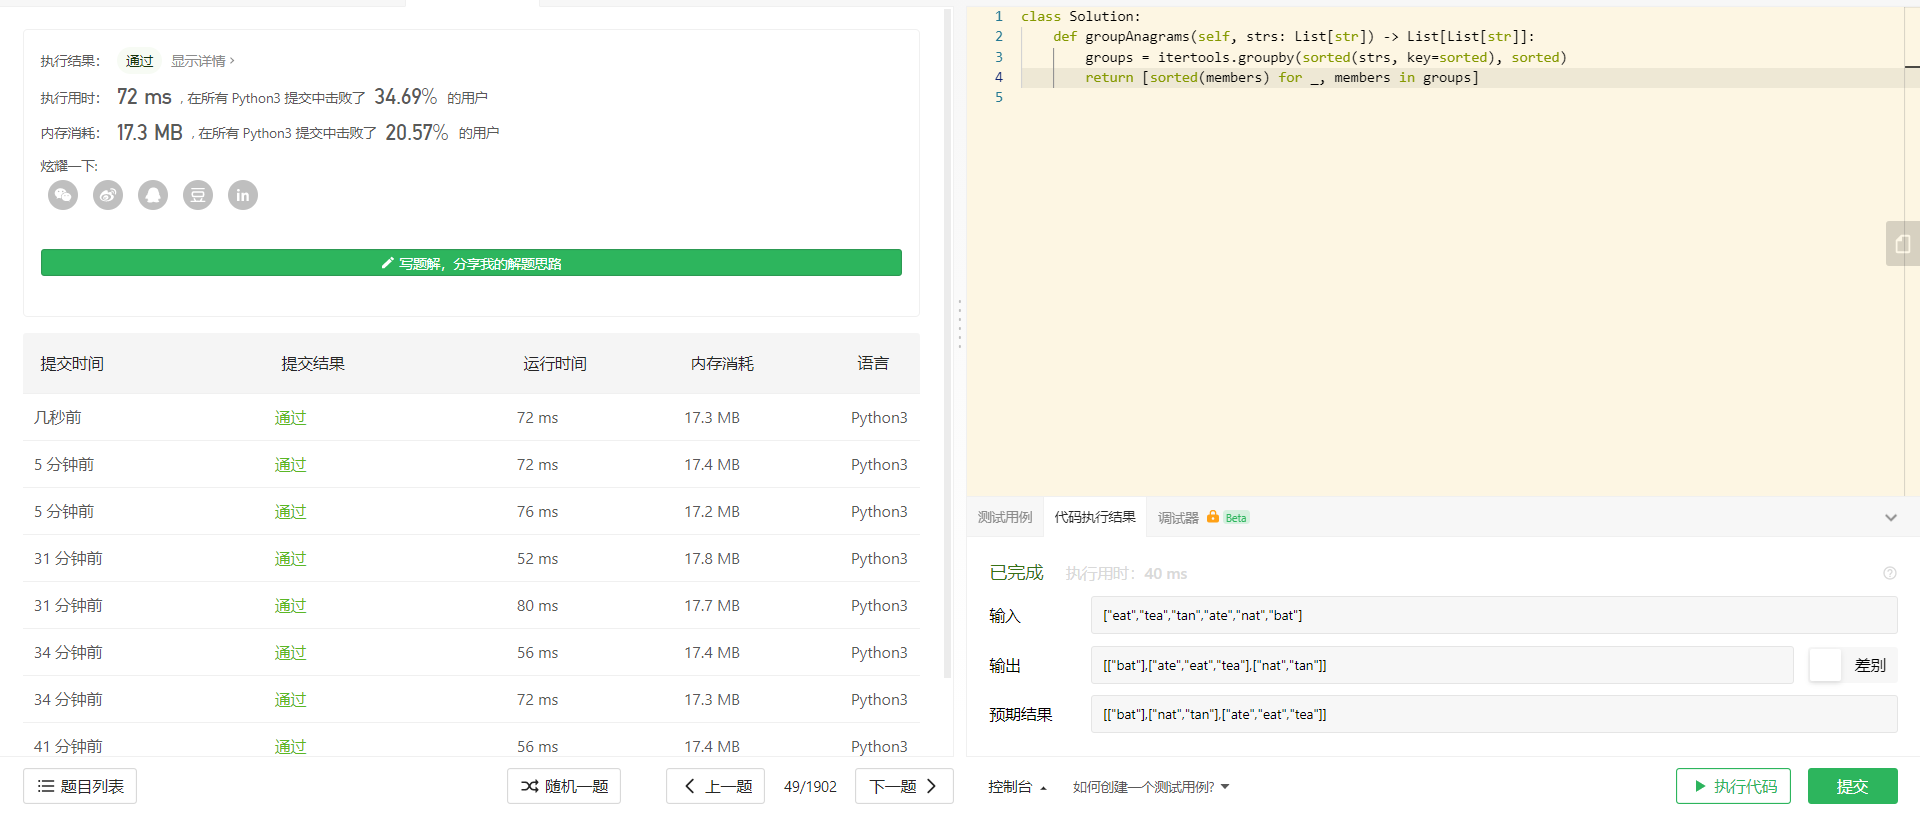 执行结果： 通过 显示详情 ›
执行用时： 72 ms , 在所有 Python3 提交中击败了 34.69% 的用户
内存消耗： 17.3 MB , 在所有 Python3 提交中击败了 20.57% 的用户
炫耀一下:
豆 in
写题解，分享我的解题思路
提交时间 提交结果 运行时间 内存消耗 语言
几秒前 通过 72 ms 17.3 MB Python3
5 分钟前 通过 72 ms 17.4 MB Python3
5 分钟前 通过 76 ms 17.2 MB Python3
31 分钟前 通过 52 ms 17.8 MB Python3
31 分钟前 通过 80 ms 17.7 MB Python3
34 分钟前 通过 56 ms 17.4 MB Python3
34 分钟前 通过 72 ms 17.3 MB Python3
41 分钟前 通过 56 ms 17.4 MB Python3
题目列表 随机一题 上一题 49/1902 下一题
1 class Solution:
2 def groupAnagrams(self, strs: List[str]) -> List[List[str]]:
3 groups = itertools.groupby(sorted(strs, key=sorted), sorted)
4 return [sorted(members) for _, members in groups]
5
测试用例 代码执行结果 调试器 Beta
已完成 执行用时：40 ms
输入 ["eat","tea","tan","ate","nat","bat"]
输出 [["bat"],["ate","eat","tea"],["nat","tan"]] 差别
预期结果 [["bat"],["nat","tan"],["ate","eat","tea"]]
控制台 如何创建一个测试用例? 执行代码 提交